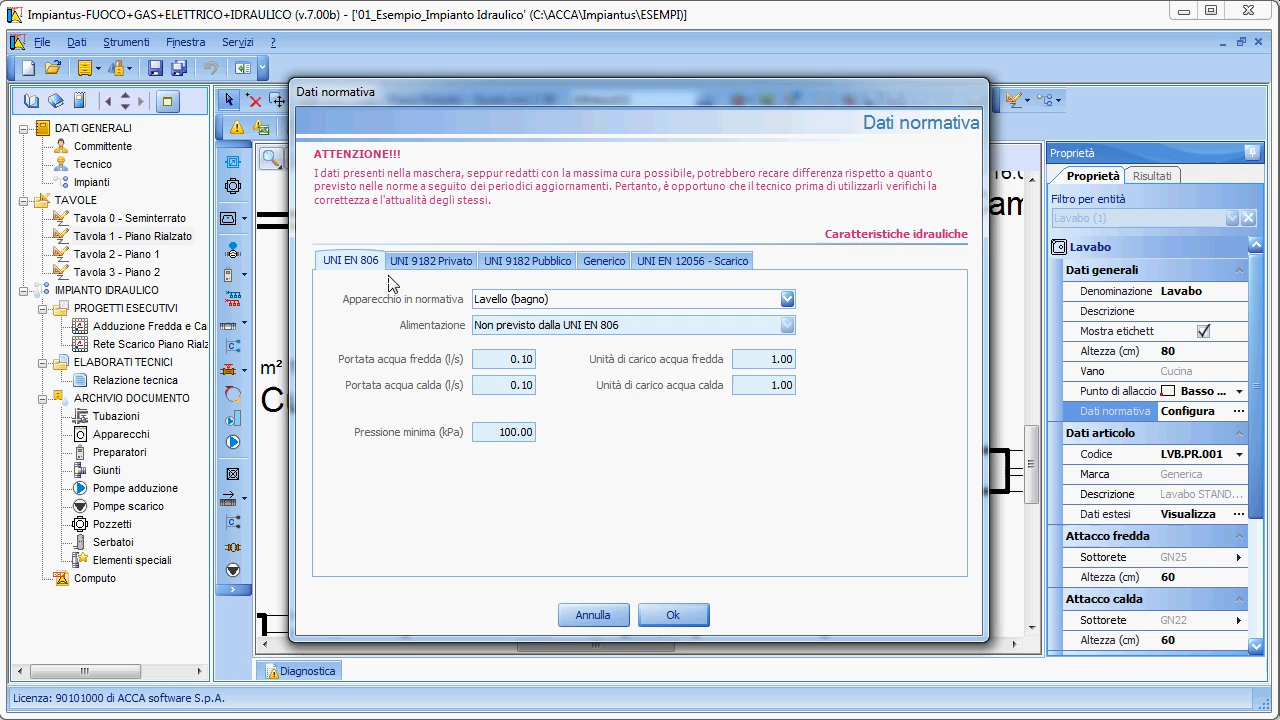 Impiantus-FUOCO+GAS+ELETTRICO+IDRAULICO (v.7.00b) - ['01_Esempio_Impianto Idraulico' (C:\ACCA\Impiantus\ESEMPI)]
File Dati Strumenti Finestra Servizi ?
DATI GENERALI
Committente
Tecnico
Impianti
TAVOLE
Tavola 0 - Seminterrato
Tavola 1 - Piano Rialzato
Tavola 2 - Piano 1
Tavola 3 - Piano 2
IMPIANTO IDRAULICO
PROGETTI ESECUTIVI
Adduzione Fredda e Ca
Rete Scarico Piano Rialz
ELABORATI TECNICI
Relazione tecnica
ARCHIVIO DOCUMENTO
Tubazioni
Apparecchi
Preparatori
Giunti
Pompe adduzione
Pompe scarico
Pozzetti
Serbatoi
Elementi speciali
Computo
m²
Dati normativa
Dati normativa
ATTENZIONE!!!
I dati presenti nella maschera, seppur redatti con la massima cura possibile, potrebbero recare differenza rispetto a quanto
previsto nelle norme a seguito dei periodici aggiornamenti. Pertanto, è opportuno che il tecnico prima di utilizzarli verifichi la
correttezza e l'attualità degli stessi.
Caratteristiche idrauliche
UNI EN 806 UNI 9182 Privato UNI 9182 Pubblico Generico UNI EN 12056 - Scarico
Apparecchio in normativa Lavello (bagno)
Alimentazione Non previsto dalla UNI EN 806
Portata acqua fredda (l/s) 0.10 Unità di carico acqua fredda 1.00
Portata acqua calda (l/s) 0.10 Unità di carico acqua calda 1.00
Pressione minima (kPa) 100.00
Annulla Ok
Proprietà
Proprietà Risultati
Filtro per entità
Lavabo (1)
Lavabo
Dati generali
Denominazione Lavabo
Descrizione
Mostra etichett
Altezza (cm) 80
Vano Cucina
Punto di allaccio Basso ...
Dati normativa Configura ...
Dati articolo
Codice LVB.PR.001
Marca Generica
Descrizione Lavabo STAND...
Dati estesi Visualizza ...
Attacco fredda
Sottorete GN25
Altezza (cm) 60
Attacco calda
Sottorete GN22
Altezza (cm) 60
Diagnostica
Licenza: 90101000 di ACCA software S.p.A.